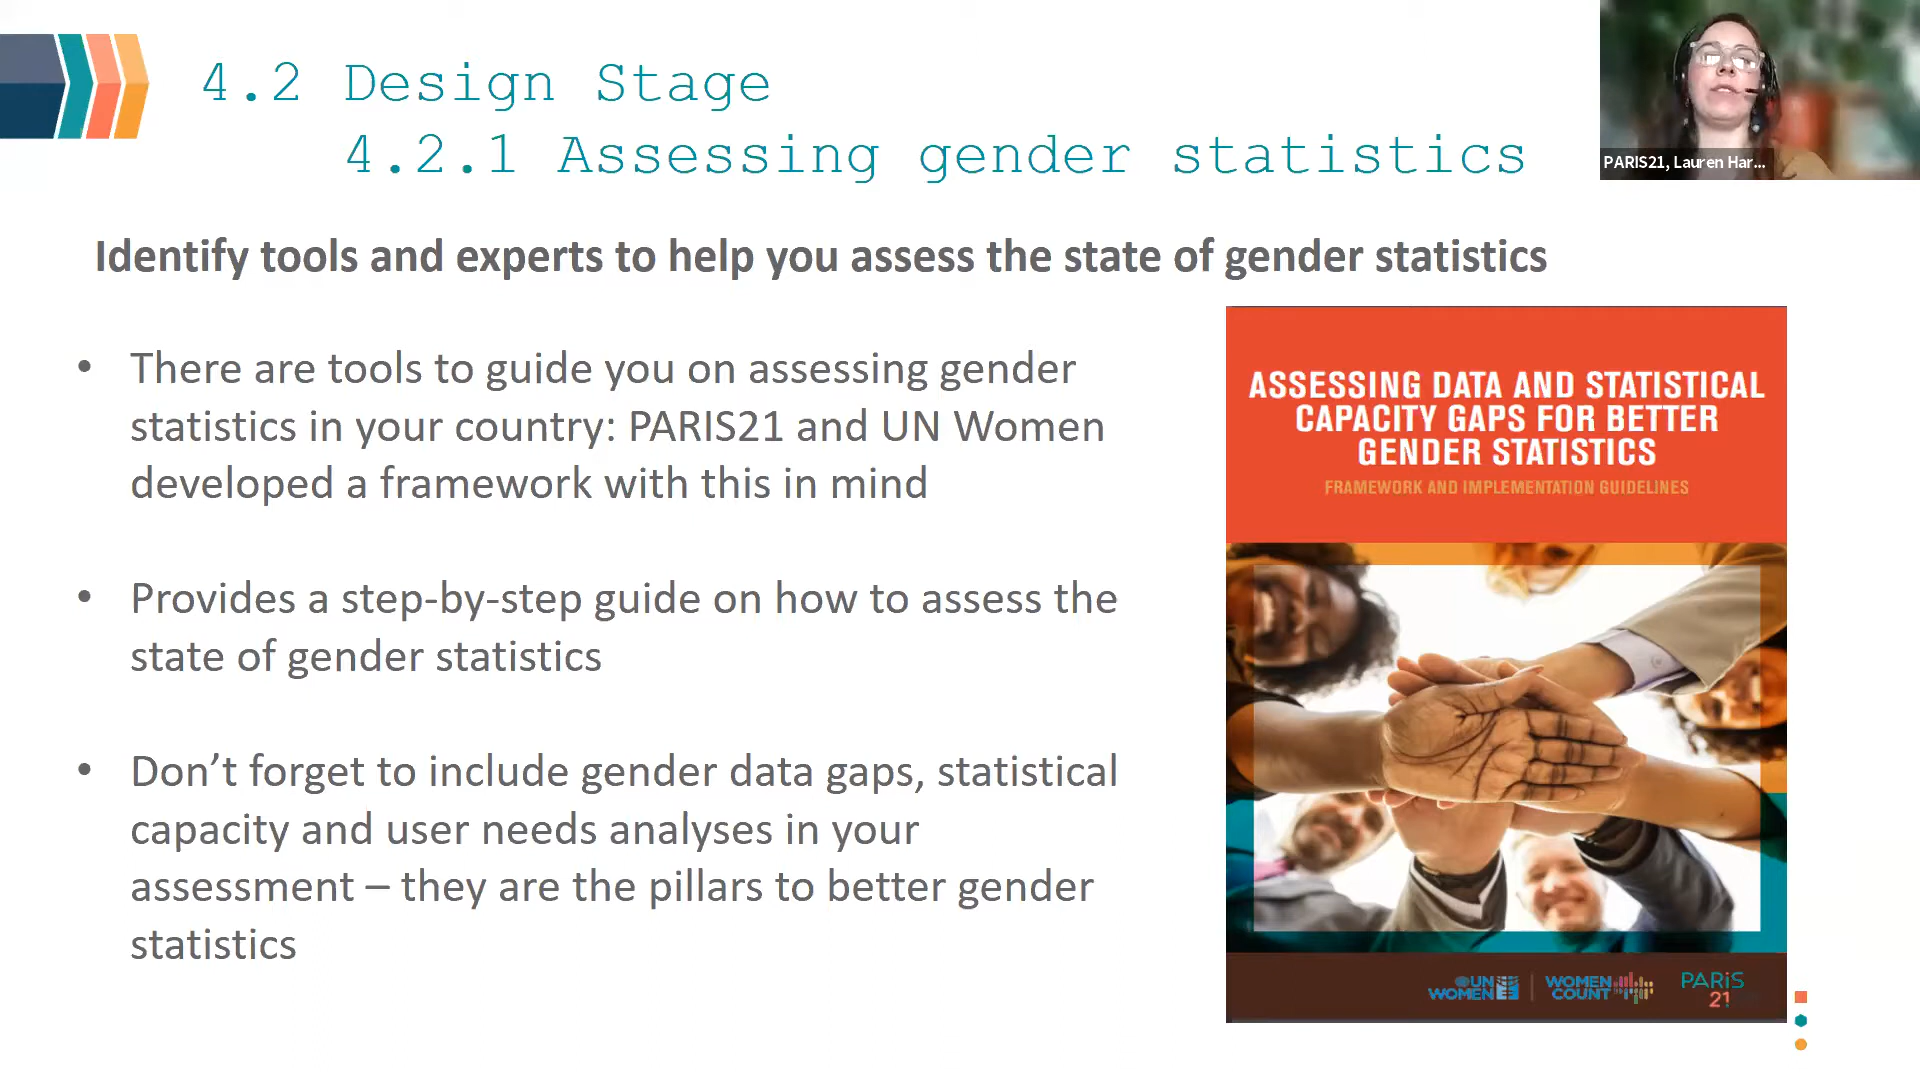 4.2 Design Stage
4.2.1 Assessing gender statistics
PARIS21, Lauren Har...
Identify tools and experts to help you assess the state of gender statistics
• There are tools to guide you on assessing gender
statistics in your country: PARIS21 and UN Women
developed a framework with this in mind
• Provides a step-by-step guide on how to assess the
state of gender statistics
• Don’t forget to include gender data gaps, statistical
capacity and user needs analyses in your
assessment – they are the pillars to better gender
statistics
ASSESSING DATA AND STATISTICAL
CAPACITY GAPS FOR BETTER
GENDER STATISTICS
FRAMEWORK AND IMPLEMENTATION GUIDELINES
UN
WOMEN
WOMEN
COUNT
PARiS
21